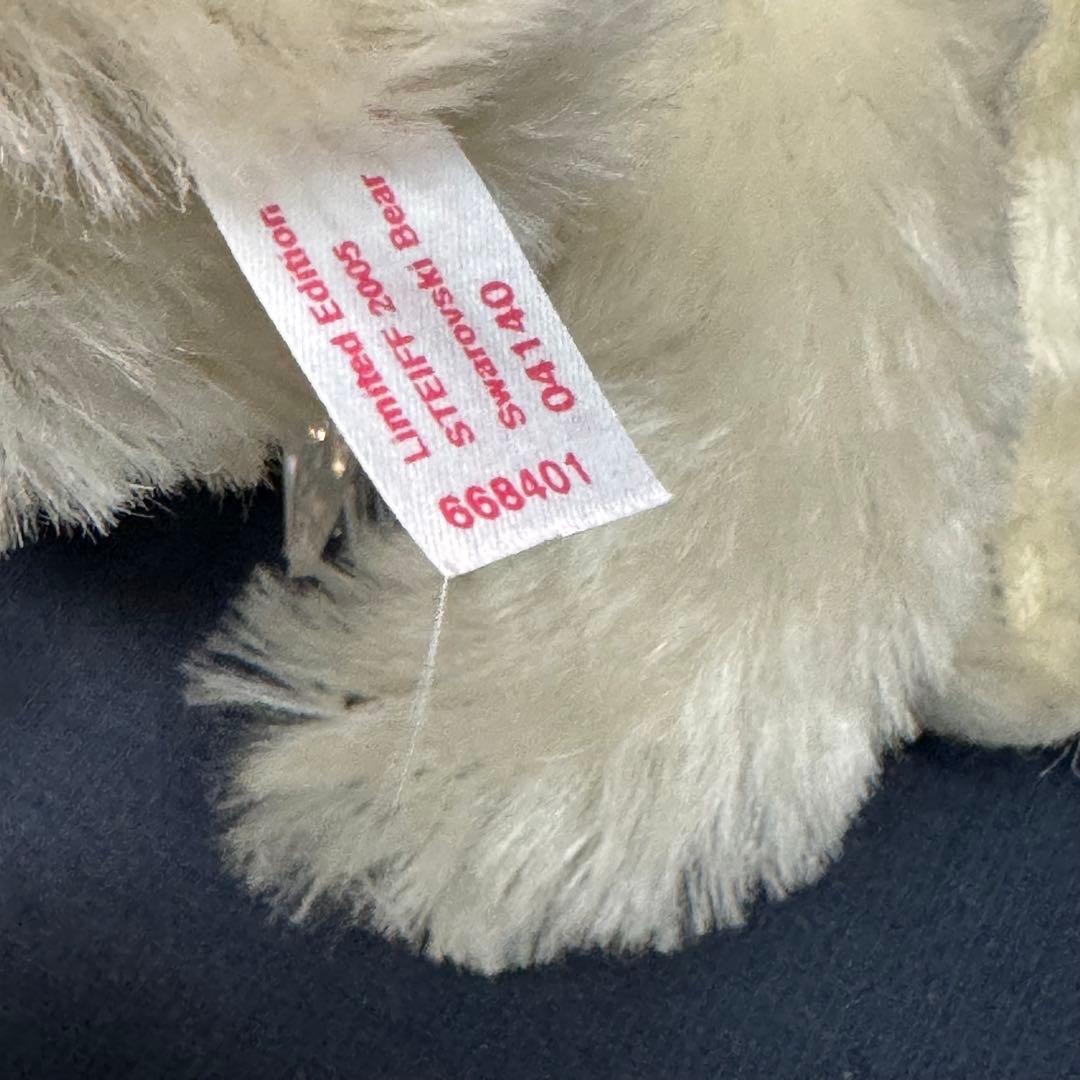 Limited Edition
STEIFF 2005
Swarovski Bear
04140
668401